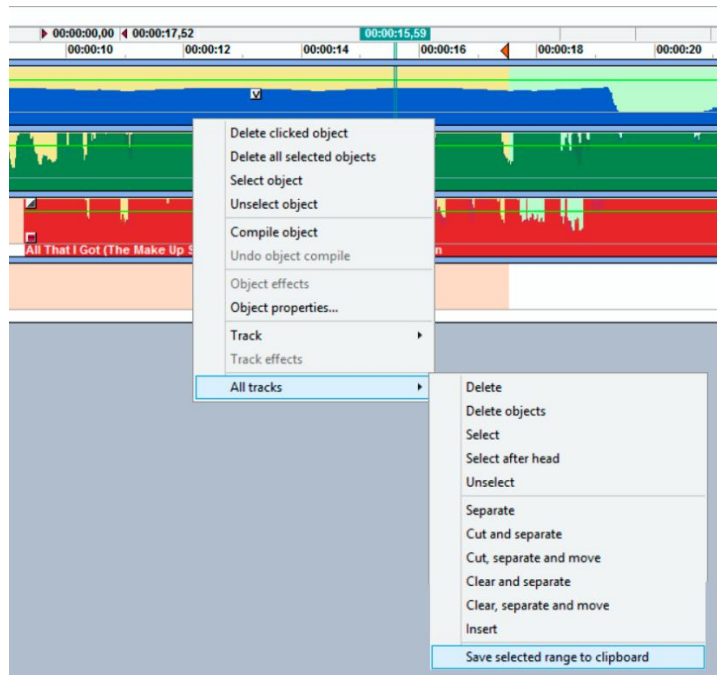 00:00:00,00 00:00:17,52 00:00:15,59
00:00:10 00:00:12 00:00:14 00:00:16 00:00:18 00:00:20
V
Delete clicked object
Delete all selected objects
Select object
Unselect object
Compile object
Undo object compile
All That I Got (The Make Up S n
Object effects
Object properties...
Track
Track effects
All tracks
Delete
Delete objects
Select
Select after head
Unselect
Separate
Cut and separate
Cut, separate and move
Clear and separate
Clear, separate and move
Insert
Save selected range to clipboard